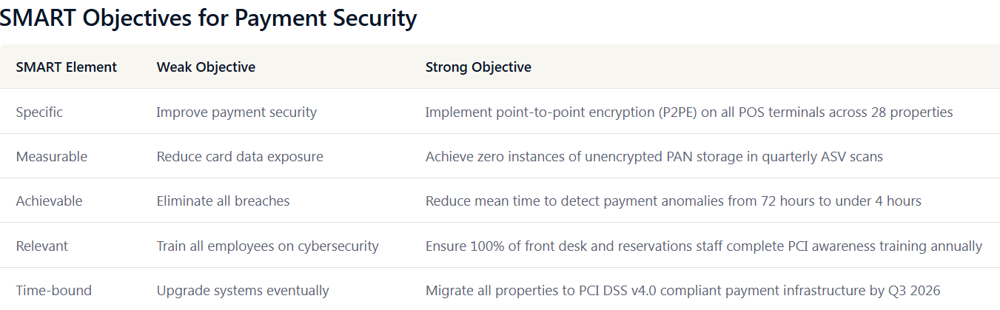 SMART Objectives for Payment Security
SMART Element Weak Objective Strong Objective
Specific Improve payment security Implement point-to-point encryption (P2PE) on all POS terminals across 28 properties
Measurable Reduce card data exposure Achieve zero instances of unencrypted PAN storage in quarterly ASV scans
Achievable Eliminate all breaches Reduce mean time to detect payment anomalies from 72 hours to under 4 hours
Relevant Train all employees on cybersecurity Ensure 100% of front desk and reservations staff complete PCI awareness training annually
Time-bound Upgrade systems eventually Migrate all properties to PCI DSS v4.0 compliant payment infrastructure by Q3 2026